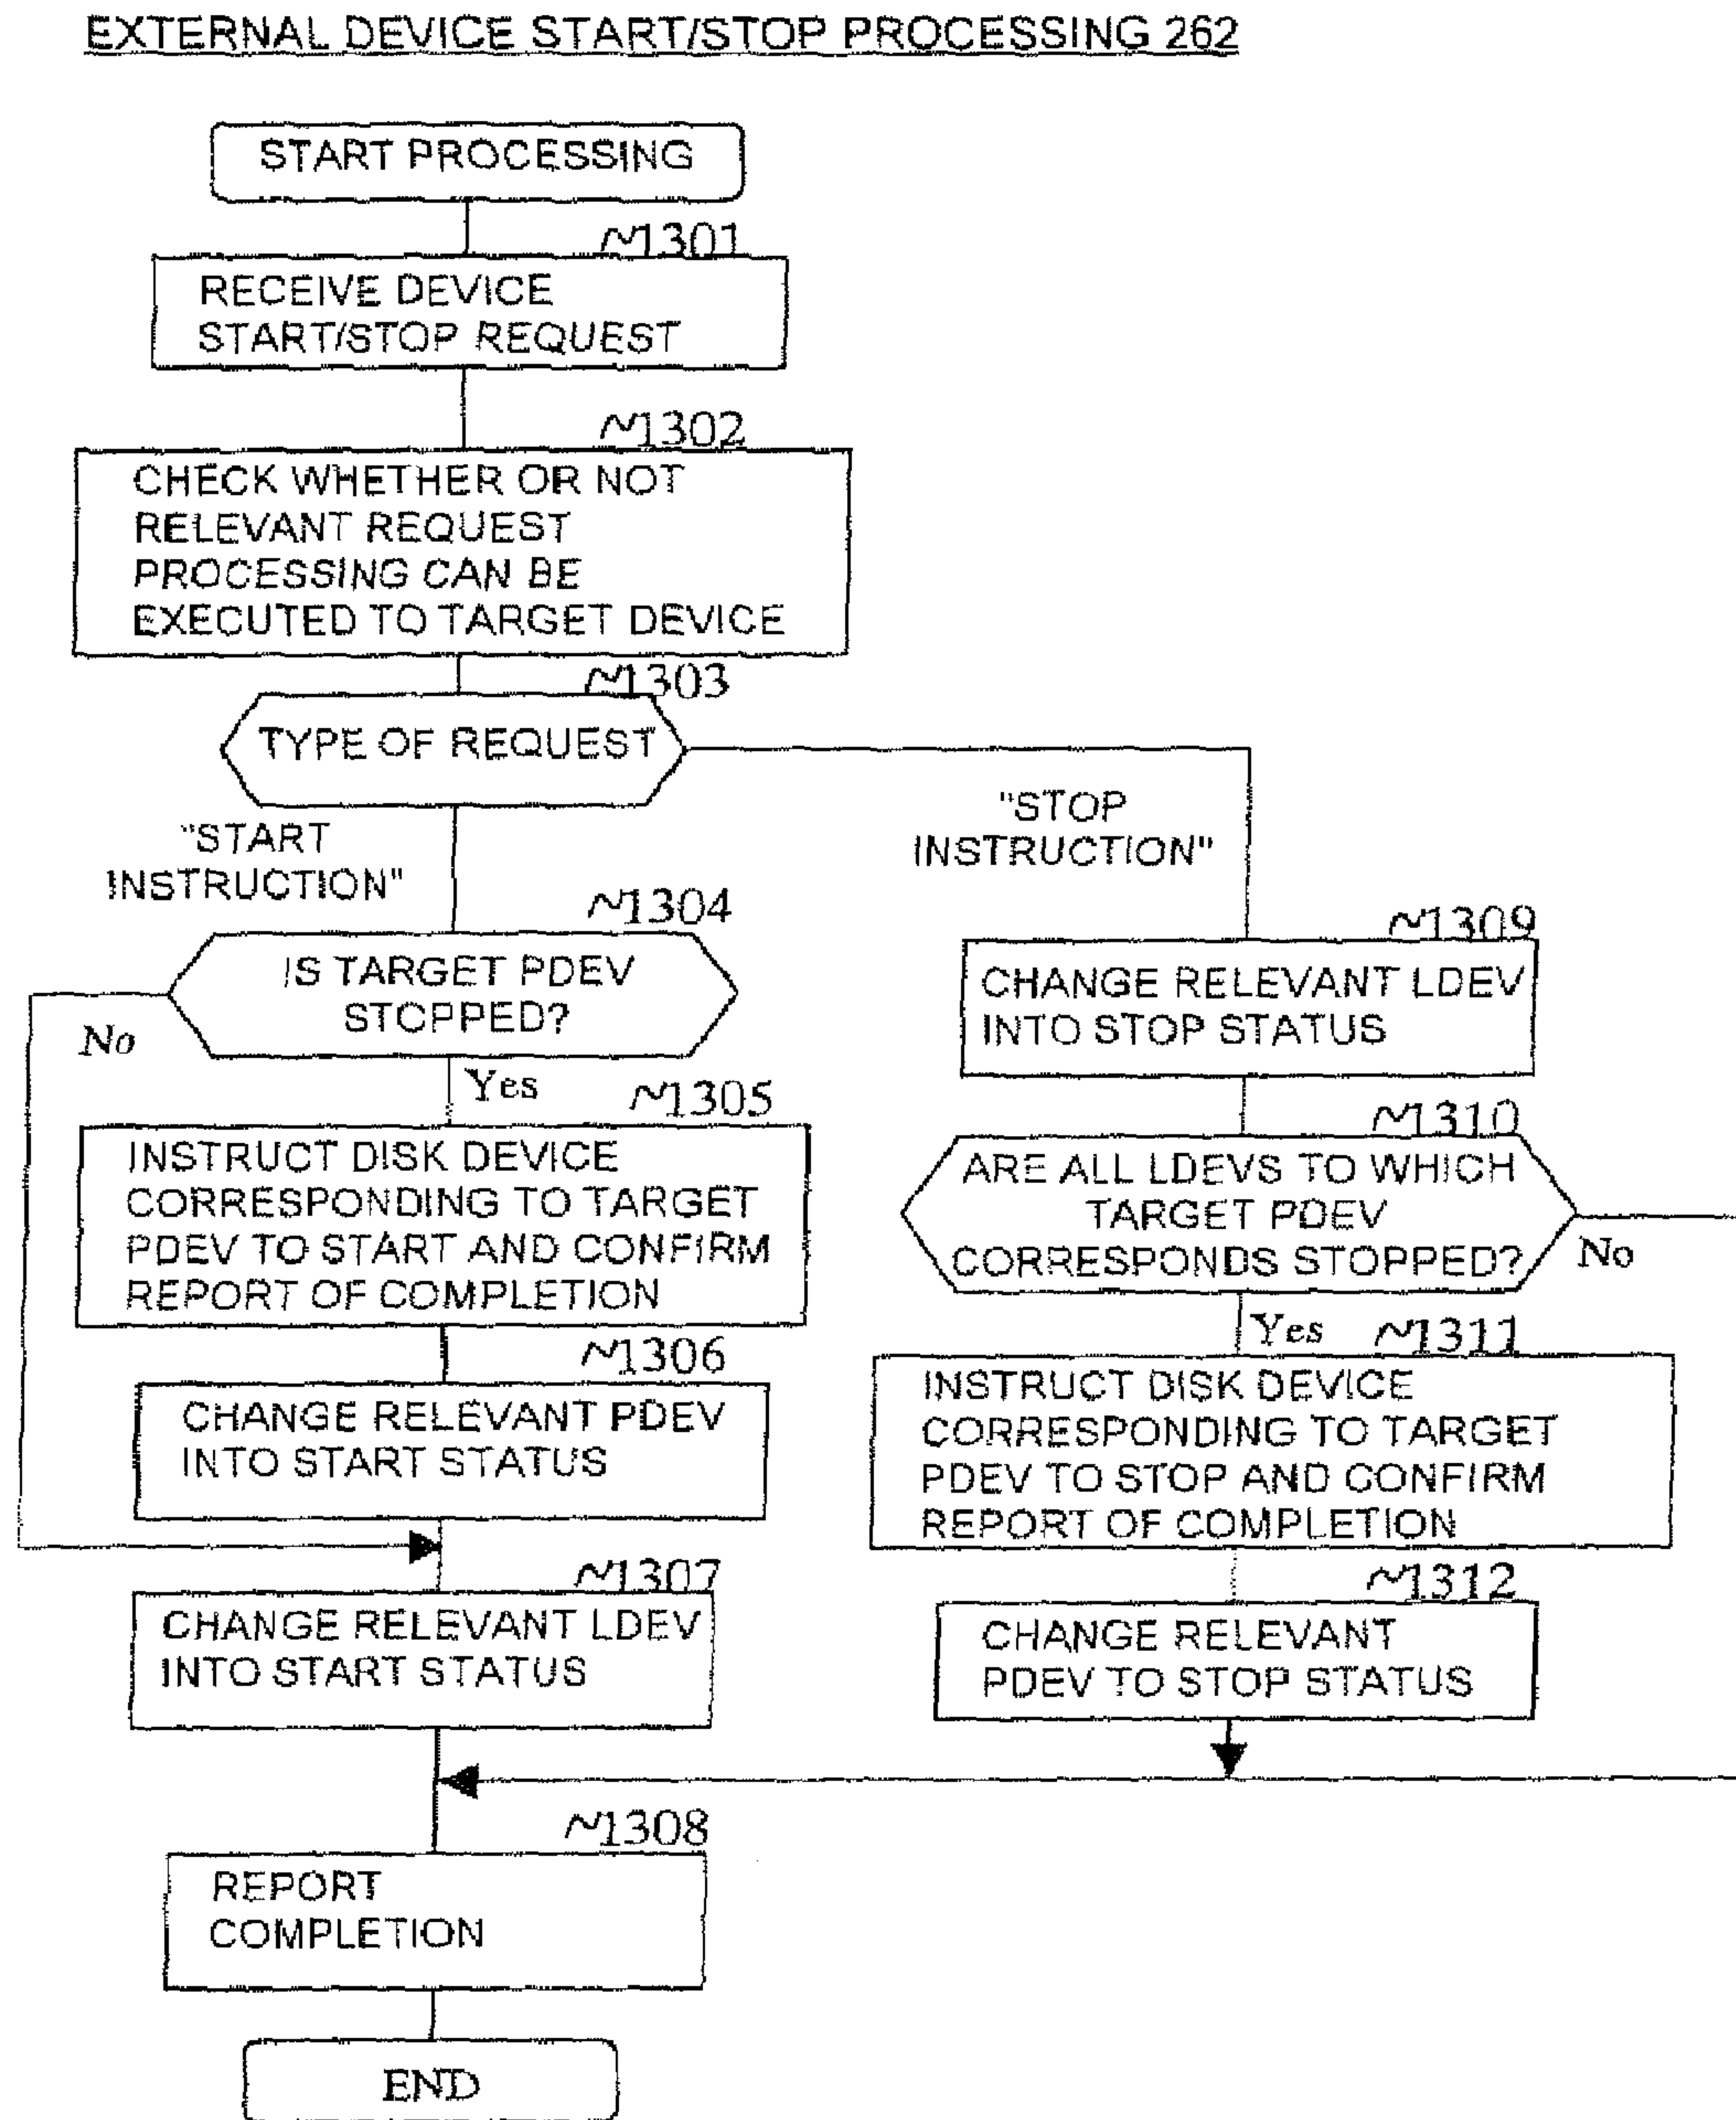 EXTERNAL DEVICE START/STOP PROCESSING 262
START PROCESSING
~1301
RECEIVE DEVICE
START/STOP REQUEST
~1302
CHECK WHETHER OR NOT
RELEVANT REQUEST
PROCESSING CAN BE
EXECUTED TO TARGET DEVICE
~1303
TYPE OF REQUEST
"START
INSTRUCTION"
~1304
IS TARGET PDEV
STOPPED?
No
Yes
~1305
INSTRUCT DISK DEVICE
CORRESPONDING TO TARGET
PDEV TO START AND CONFIRM
REPORT OF COMPLETION
~1306
CHANGE RELEVANT PDEV
INTO START STATUS
~1307
CHANGE RELEVANT LDEV
INTO START STATUS
"STOP
INSTRUCTION"
~1309
CHANGE RELEVANT LDEV
INTO STOP STATUS
~1310
ARE ALL LDEVS TO WHICH
TARGET PDEV
CORRESPONDS STOPPED?
No
Yes
~1311
INSTRUCT DISK DEVICE
CORRESPONDING TO TARGET
PDEV TO STOP AND CONFIRM
REPORT OF COMPLETION
~1312
CHANGE RELEVANT
PDEV TO STOP STATUS
~1308
REPORT
COMPLETION
END